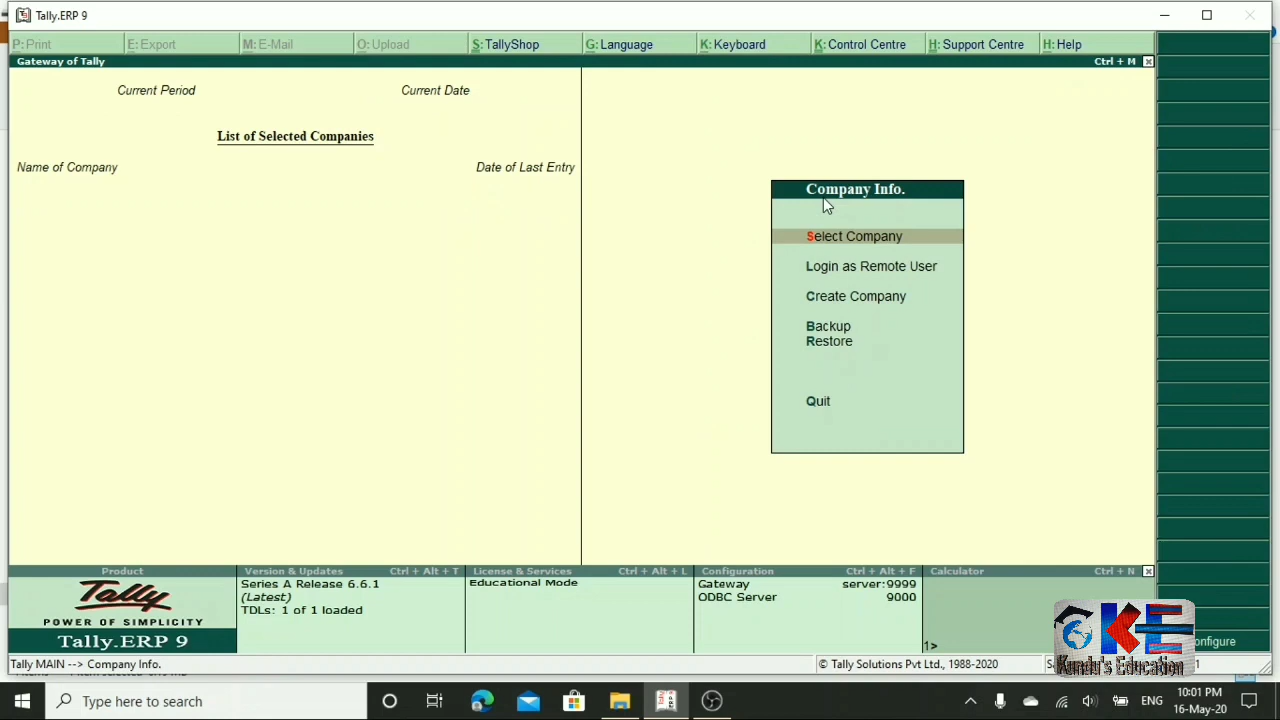 Tally.ERP 9
P: Print
E: Export
M: E-Mail
O: Upload
S: TallyShop
G: Language
K: Keyboard
K: Control Centre
H: Support Centre
H: Help
Gateway of Tally
Ctrl + M
Current Period
Current Date
List of Selected Companies
Name of Company
Date of Last Entry
Company Info.
Select Company
Login as Remote User
Create Company
Backup
Restore
Quit
Product
Version & Updates
Ctrl + Alt + T
License & Services
Ctrl + Alt + L
Configuration
Ctrl + Alt + F
Calculator
Ctrl + N
Tally
POWER OF SIMPLICITY
Tally.ERP 9
Series A Release 6.6.1
(Latest)
TDLs: 1 of 1 loaded
Educational Mode
Gateway server:9999
ODBC Server 9000
1>
KE
Kundu's Education
Tally MAIN --> Company Info.
© Tally Solutions Pvt Ltd., 1988-2020
Type here to search
ENG
10:01 PM
16-May-20